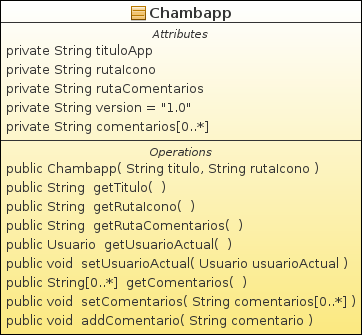 Chambapp
Attributes
private String tituloApp
private String rutaIcono
private String rutaComentarios
private String version = "1.0"
private String comentarios[0..*]
Operations
public Chambapp( String titulo, String rutaIcono )
public String getTitulo( )
public String getRutaIcono( )
public String getRutaComentarios( )
public Usuario getUsuarioActual( )
public void setUsuarioActual( Usuario usuarioActual )
public String[0..*] getComentarios( )
public void setComentarios( String comentarios[0..*] )
public void addComentario( String comentario )